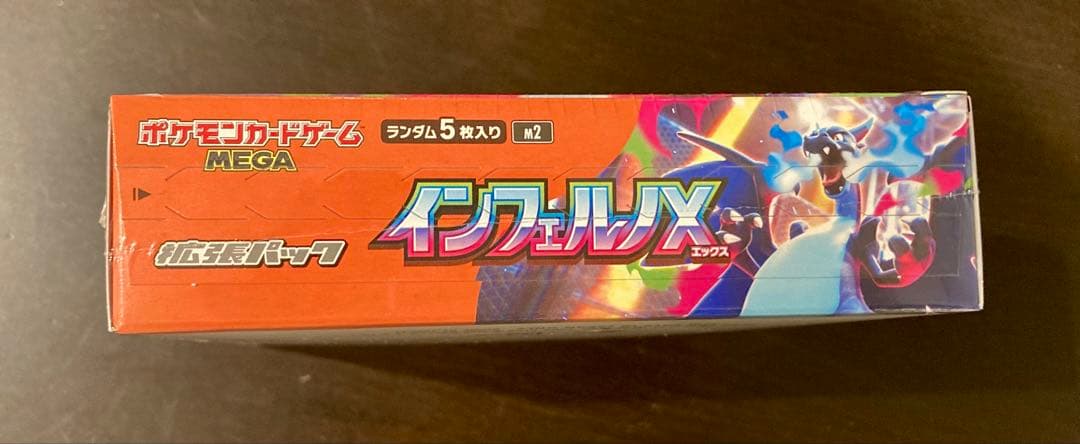 ポケモンカードゲーム
MEGA
ランダム5枚入り
M2
拡張パック
インフェルノX
エックス